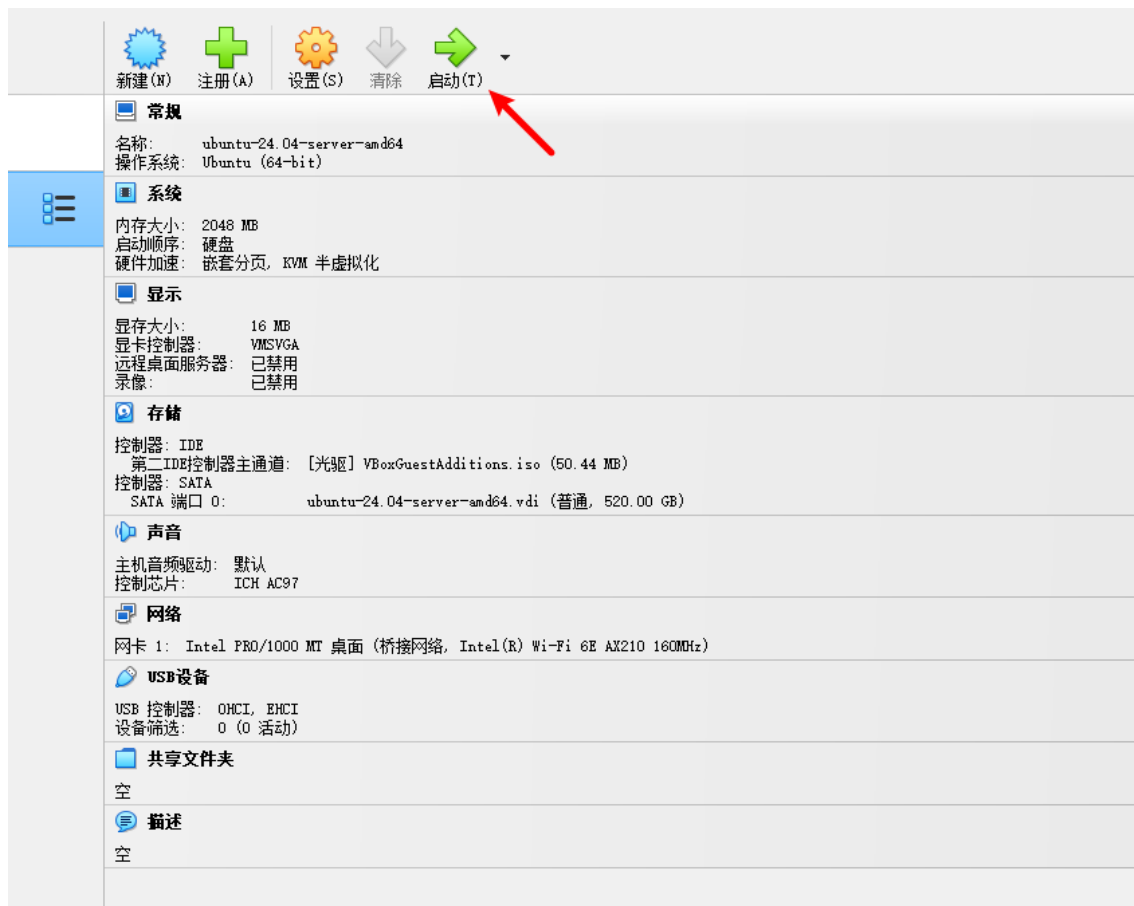 新建(N) 注册(A) 设置(S) 清除 启动(T)
常规
名称: ubuntu-24.04-server-amd64
操作系统: Ubuntu (64-bit)
系统
内存大小: 2048 MB
启动顺序: 硬盘
硬件加速: 嵌套分页, KVM 半虚拟化
显示
显存大小: 16 MB
显卡控制器: VMSVGA
远程桌面服务器: 已禁用
录像: 已禁用
存储
控制器: IDE
第二IDE控制器主通道: [光驱] VBoxGuestAdditions.iso (50.44 MB)
控制器: SATA
SATA 端口 0: ubuntu-24.04-server-amd64.vdi (普通, 520.00 GB)
声音
主机音频驱动: 默认
控制芯片: ICH AC97
网络
网卡 1: Intel PRO/1000 MT 桌面 (桥接网络, Intel(R) Wi-Fi 6E AX210 160MHz)
USB设备
USB 控制器: OHCI, EHCI
设备筛选: 0 (0 活动)
共享文件夹
空
描述
空